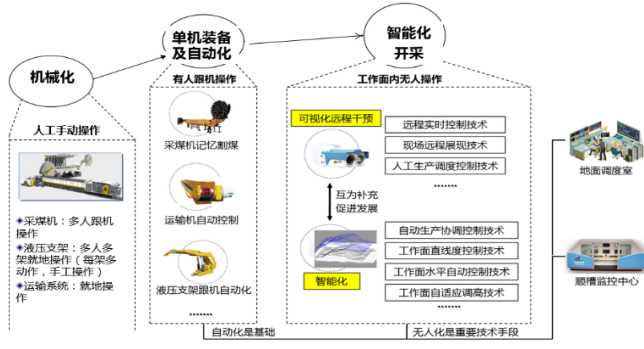 机械化
单机装备
及自动化
智能化
开采
人工手动操作
有人跟机操作
工作面内无人操作
采煤机：多人跟机
操作
液压支架：多人多
架就地操作（每架多
动作，手工操作）
运输系统：就地操
作
采煤机记忆割煤
运输机自动控制
液压支架跟机自动化
.......
可视化远程干预
互为补充
促进发展
智能化
远程实时控制技术
现场远程展现技术
人工生产调度控制技术
.......
自动生产协调控制技术
工作面直线度控制技术
工作面水平自动控制技术
工作面自适应调高技术
.......
地面调度室
顺槽监控中心
自动化是基础
无人化是重要技术手段